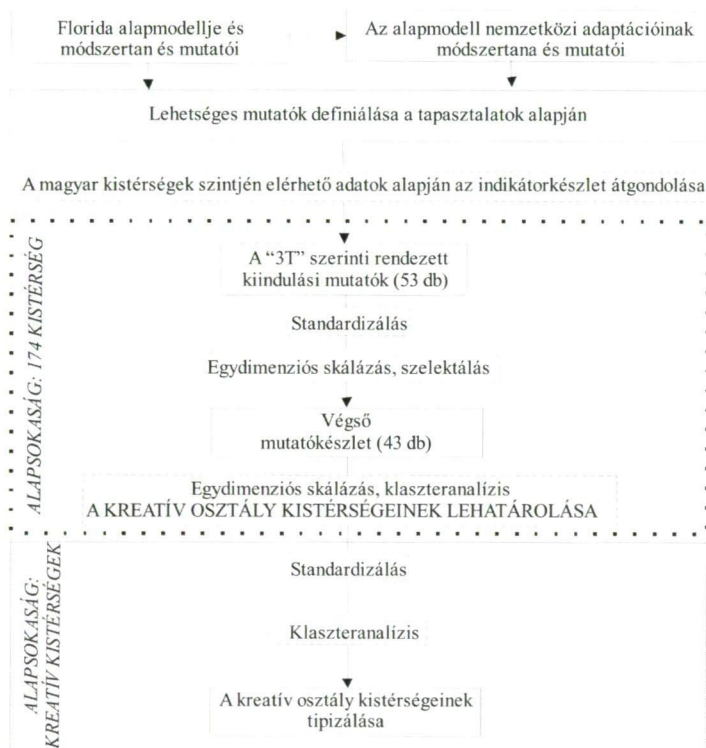 Florida alapmodellje és
módszertan és mutatói
Az alapmodell nemzetközi adaptációinak
módszertana és mutatói
Lehetséges mutatók definiálása a tapasztalatok alapján
A magyar kistérségek szintjén elérhető adatok alapján az indikátorkészlet átgondolása
ALAPSOKASÁG: 174 KISTÉRSÉG
A “3T” szerinti rendezett
kiindulási mutatók (53 db)
Standardizálás
Egydimenziós skálázás, szelektálás
Végső
mutatókészlet (43 db)
Egydimenziós skálázás, klaszteranalízis
A KREATÍV OSZTÁLY KISTÉRSÉGEINEK LEHATÁROLÁSA
ALAPSOKASÁG:
KREATÍV KISTÉRSÉGEK
Standardizálás
Klaszteranalízis
A kreatív osztály kistérségeinek
tipizálása